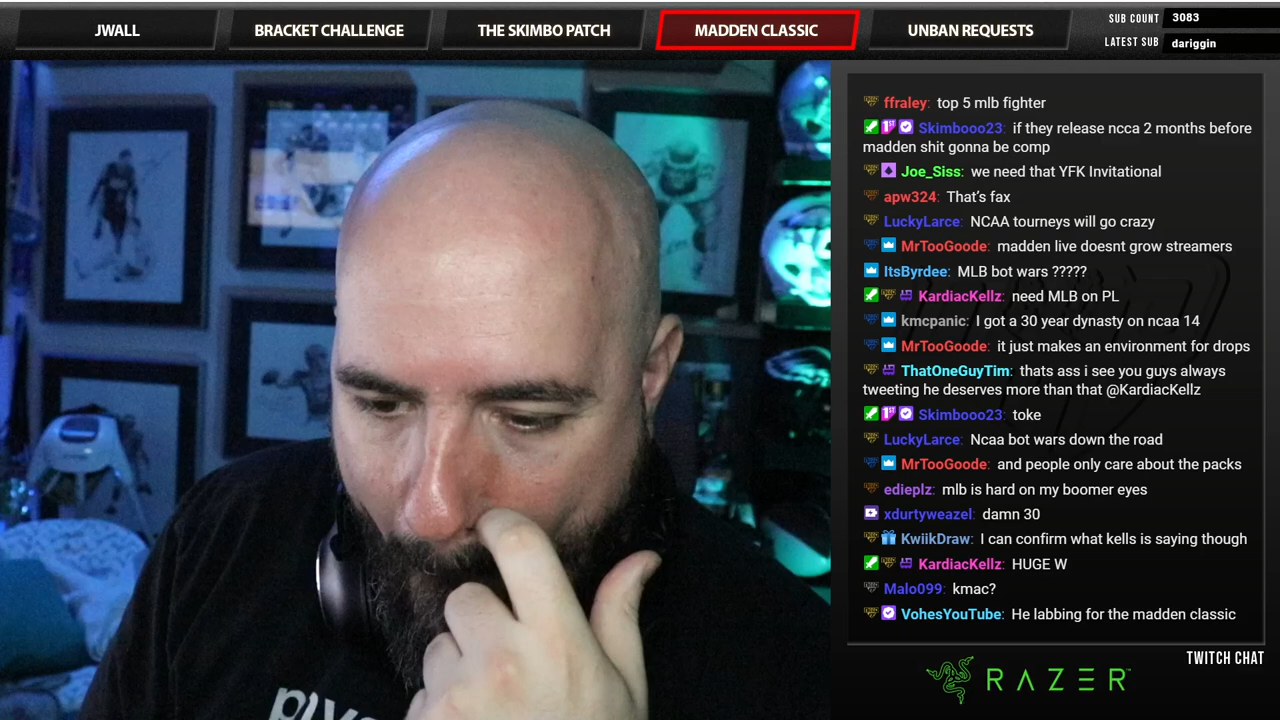 JWALL
BRACKET CHALLENGE
THE SKIMBO PATCH
MADDEN CLASSIC
UNBAN REQUESTS
SUB COUNT 3083
LATEST SUB dariggin
ffraley: top 5 mlb fighter
Skimbooo23: if they release ncca 2 months before
madden shit gonna be comp
Joe_Siss: we need that YFK Invitational
apw324: That's fax
LuckyLarce: NCAA tourneys will go crazy
MrTooGoode: madden live doesnt grow streamers
ItsByrdee: MLB bot wars ?????
KardiacKellz: need MLB on PL
kmcpanic: I got a 30 year dynasty on ncaa 14
MrTooGoode: it just makes an environment for drops
ThatOneGuyTim: thats ass i see you guys always
tweeting he deserves more than that @KardiacKellz
Skimbooo23: toke
LuckyLarce: Ncaa bot wars down the road
MrTooGoode: and people only care about the packs
edieplz: mlb is hard on my boomer eyes
xdurtyweazel: damn 30
KwiikDraw: I can confirm what kells is saying though
KardiacKellz: HUGE W
Malo099: kmac?
VohesYouTube: He labbing for the madden classic
TWITCH CHAT
RAZER